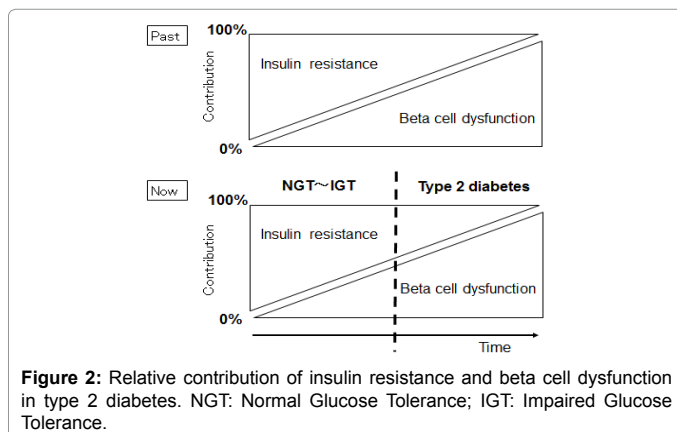 Past
100%
Insulin resistance
Contribution
Beta cell dysfunction
0%
NGT～IGT Type 2 diabetes
Now
100%
Insulin resistance
Contribution
Beta cell dysfunction
0%
Time
Figure 2: Relative contribution of insulin resistance and beta cell dysfunction
in type 2 diabetes. NGT: Normal Glucose Tolerance; IGT: Impaired Glucose
Tolerance.